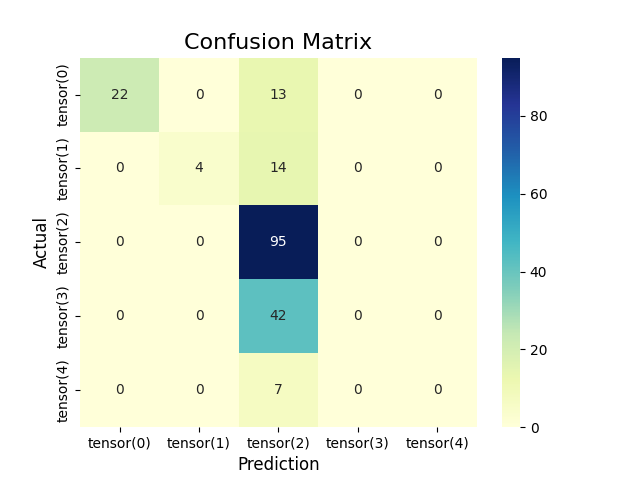 Confusion Matrix
tensor(0) 22 0 13 0 0
tensor(1) 0 4 14 0 0
tensor(2) 0 0 95 0 0
tensor(3) 0 0 42 0 0
tensor(4) 0 0 7 0 0
Actual
tensor(0) tensor(1) tensor(2) tensor(3) tensor(4)
Prediction
80
60
40
20
0